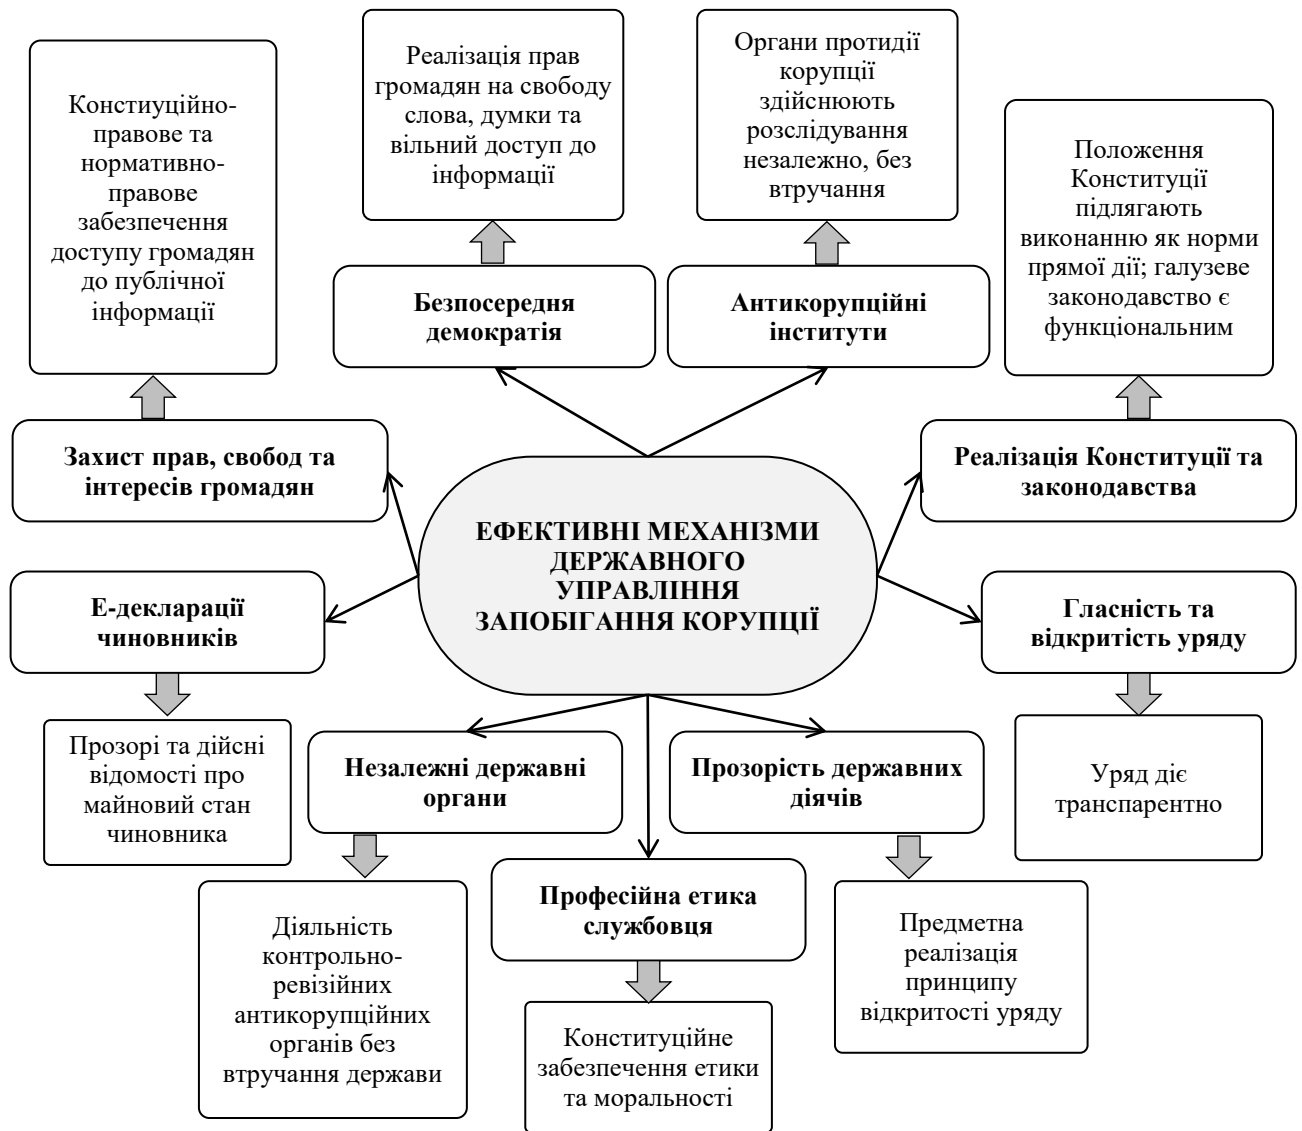 Констиуційно-
правове та
нормативно-
правове
забезпечення
доступу громадян
до публічної
інформації
Реалізація прав
громадян на свободу
слова, думки та
вільний доступ до
інформації
Органи протидії
корупції
здійснюють
розслідування
незалежно, без
втручання
Положення
Конституції
підлягають
виконанню як норми
прямої дії; галузеве
законодавство є
функціональним
Безпосередня
демократія
Антикорупційні
інститути
Захист прав, свобод та
інтересів громадян
Реалізація Конституції та
законодавства
ЕФЕКТИВНІ МЕХАНІЗМИ
ДЕРЖАВНОГО
УПРАВЛІННЯ
ЗАПОБІГАННЯ КОРУПЦІЇ
Е-декларації
чиновників
Гласність та
відкритість уряду
Прозорі та дійсні
відомості про
майновий стан
чиновника
Незалежні державні
органи
Прозорість державних
діячів
Уряд діє
транспарентно
Професійна етика
службовця
Діяльність
контрольно-
ревізійних
антикорупційних
органів без
втручання держави
Предметна
реалізація
принципу
відкритості уряду
Конституційне
забезпечення етики
та моральності